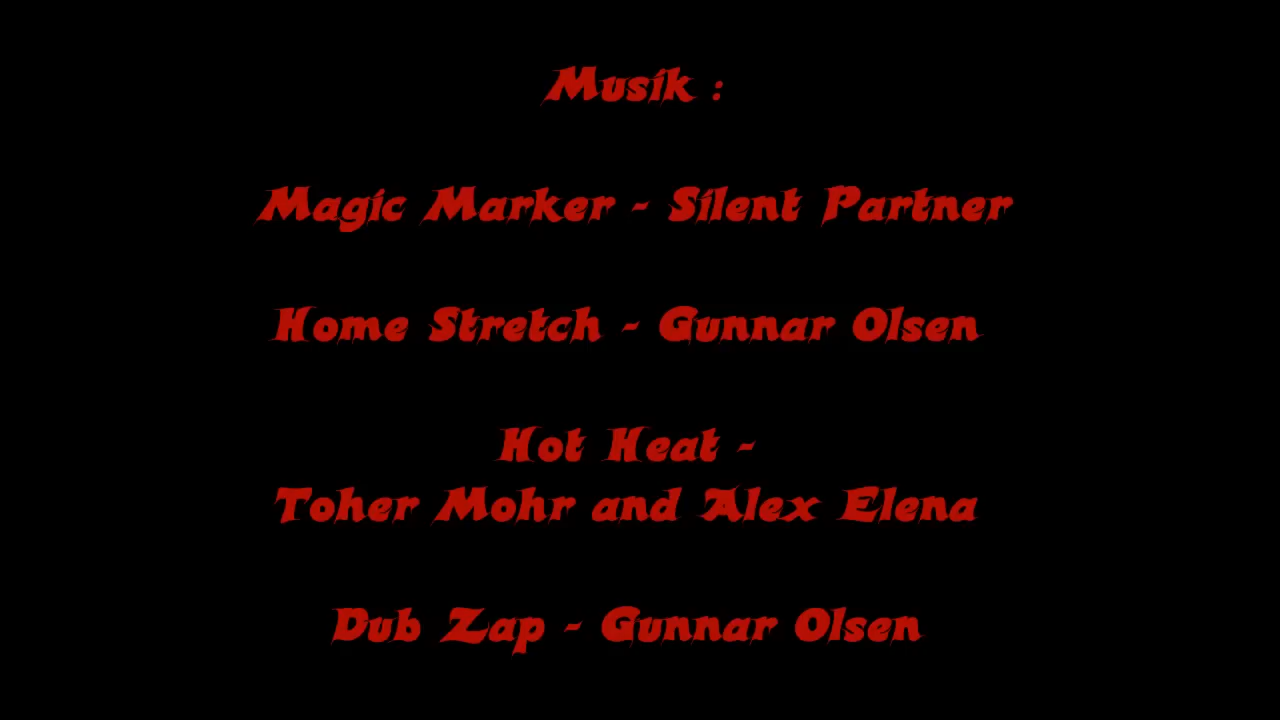 Musik :
Magic Marker - Silent Partner
Home Stretch - Gunnar Olsen
Hot Heat -
Toher Mohr and Alex Elena
Dub Zap - Gunnar Olsen